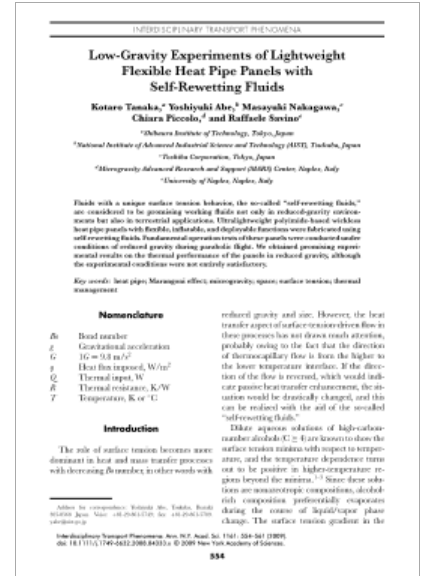 INTERDISCIPLINARY TRANSPORT PHENOMENA
Low-Gravity Experiments of Lightweight
Flexible Heat Pipe Panels with
Self-Rewetting Fluids
Kotaro Tanaka,ᵃ Yoshiyuki Abe,ᵇ Masayuki Nakagawa,ᶜ
Chiara Piccolo,ᵈ and Raffaele Savinoᵉ
ᵃShibaura Institute of Technology, Tokyo, Japan
ᵇNational Institute of Advanced Industrial Science and Technology (AIST), Tsukuba, Japan
ᶜToshiba Corporation, Tokyo, Japan
ᵈMicrogravity Advanced Research and Support (MARS) Center, Naples, Italy
ᵉUniversity of Naples, Naples, Italy
Fluids with a unique surface tension behavior, the so-called “self-rewetting fluids,”
are considered to be promising working fluids not only in reduced-gravity environ-
ments but also in terrestrial applications. Ultralightweight polyimide-based wickless
heat pipe panels with flexible, inflatable, and deployable functions were fabricated using
self-rewetting fluids. Fundamental operation tests of these panels were conducted under
conditions of reduced gravity during parabolic flight. We obtained promising experi-
mental results on the thermal performance of the panels in reduced gravity, although
the experimental conditions were not entirely satisfactory.
Key words: heat pipe; Marangoni effect; microgravity; space; surface tension; thermal
management
Nomenclature
Bo Bond number
g Gravitational acceleration
G 1G = 9.8 m/s²
q Heat flux imposed, W/m²
Q Thermal input, W
R Thermal resistance, K/W
T Temperature, K or °C
Introduction
The role of surface tension becomes more
dominant in heat and mass transfer processes
with decreasing Bo number, in other words with
Address for correspondence: Yoshiyuki Abe, Tsukuba, Ibaraki
Japan. Voice: fax:
reduced gravity and size. However, the heat
transfer aspect of surface-tension-driven flow in
these processes has not drawn much attention,
probably owing to the fact that the direction
of thermocapillary flow is from the higher to
the lower temperature interface. If the direc-
tion of the flow is reversed, which would indi-
cate passive heat transfer enhancement, the sit-
uation would be drastically changed, and this
can be realized with the aid of the so-called
“self-rewetting fluids.”
Dilute aqueous solutions of high-carbon-
number alcohols (C ≥ 4) are known to show the
surface tension minima with respect to temper-
ature, and the temperature dependence turns
out to be positive in higher-temperature re-
gions beyond the minima.¹⁻³ Since these solu-
tions are nonazeotropic compositions, alcohol-
rich composition preferentially evaporates
during the course of liquid/vapor phase
change. The surface tension gradient in the
Interdisciplinary Transport Phenomena: Ann. N.Y. Acad. Sci. 1161: 554–561 (2009).
doi: 10.1111/j.1749-6632.2008.04333.x © 2009 New York Academy of Sciences.
554